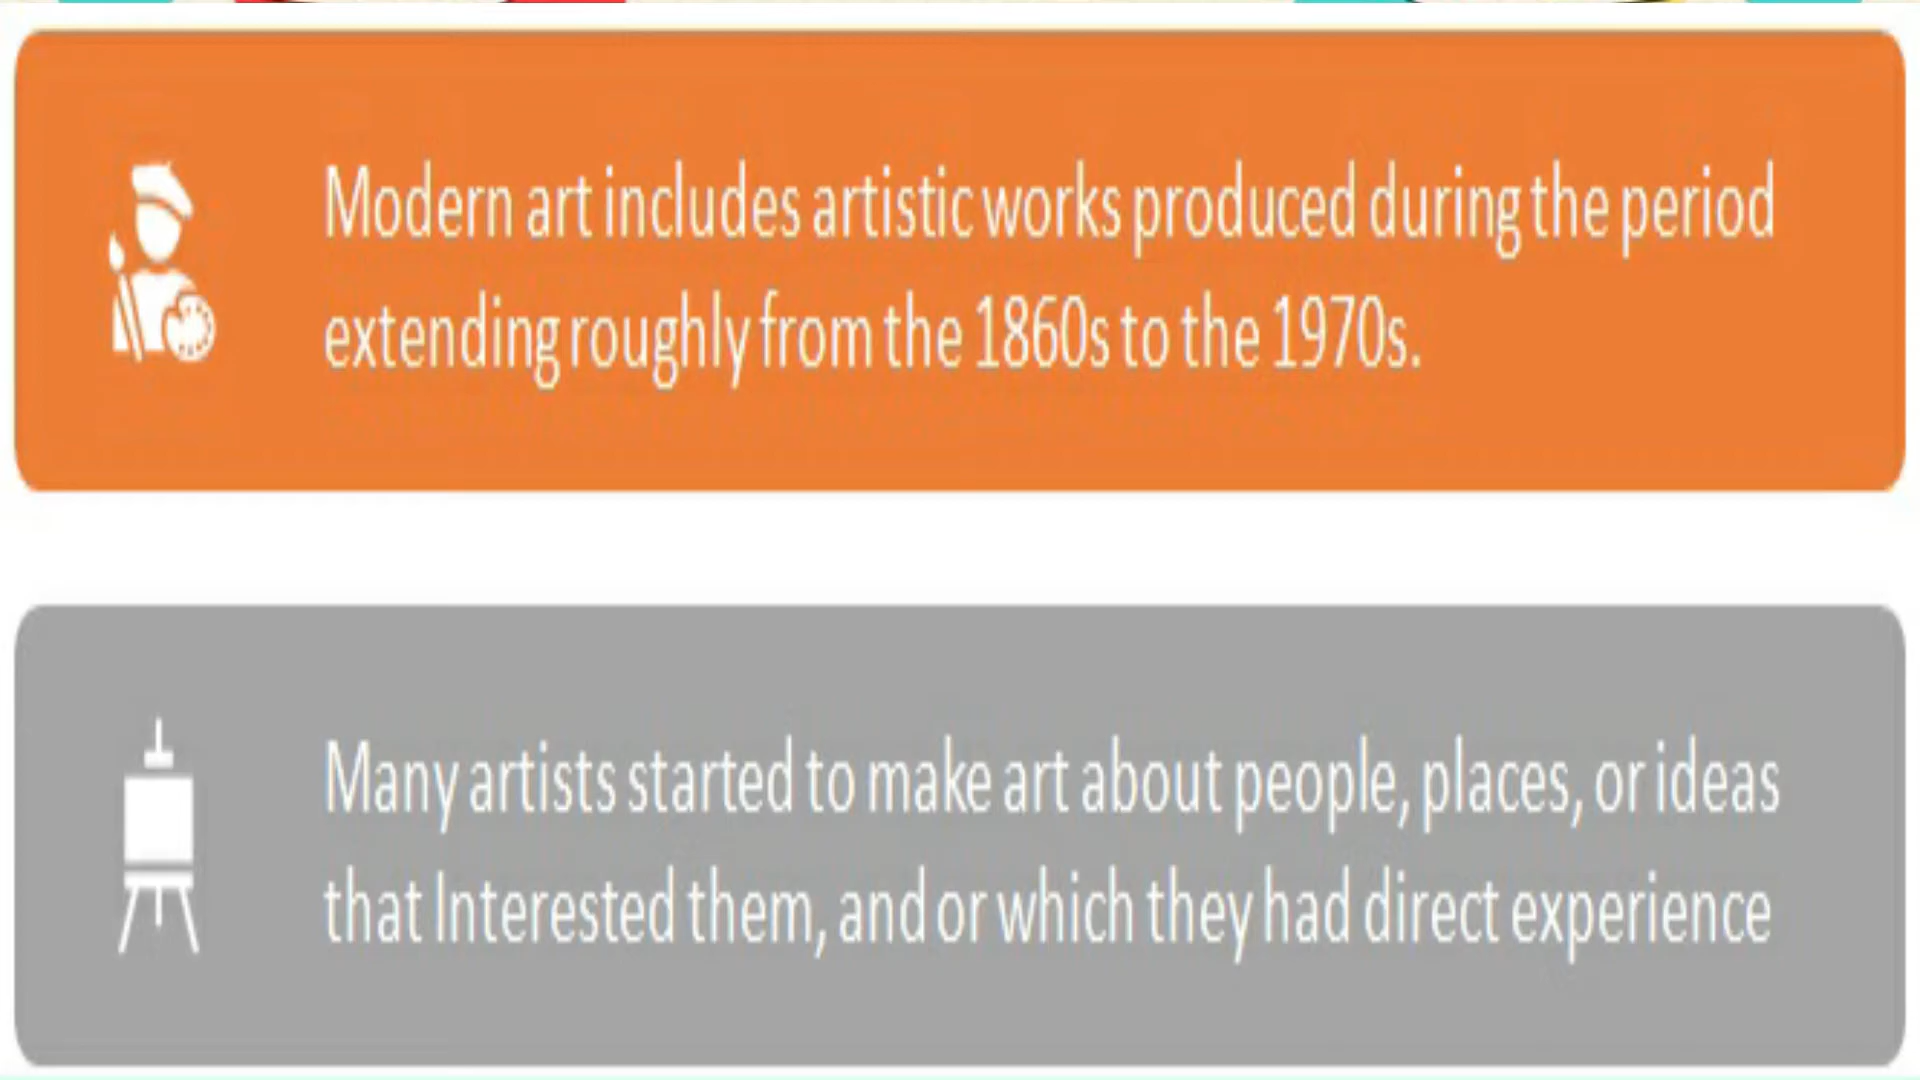 Modern art includes artistic works produced during the period
extending roughly from the 1860s to the 1970s.
Many artists started to make art about people, places, or ideas
that Interested them, and or which they had direct experience